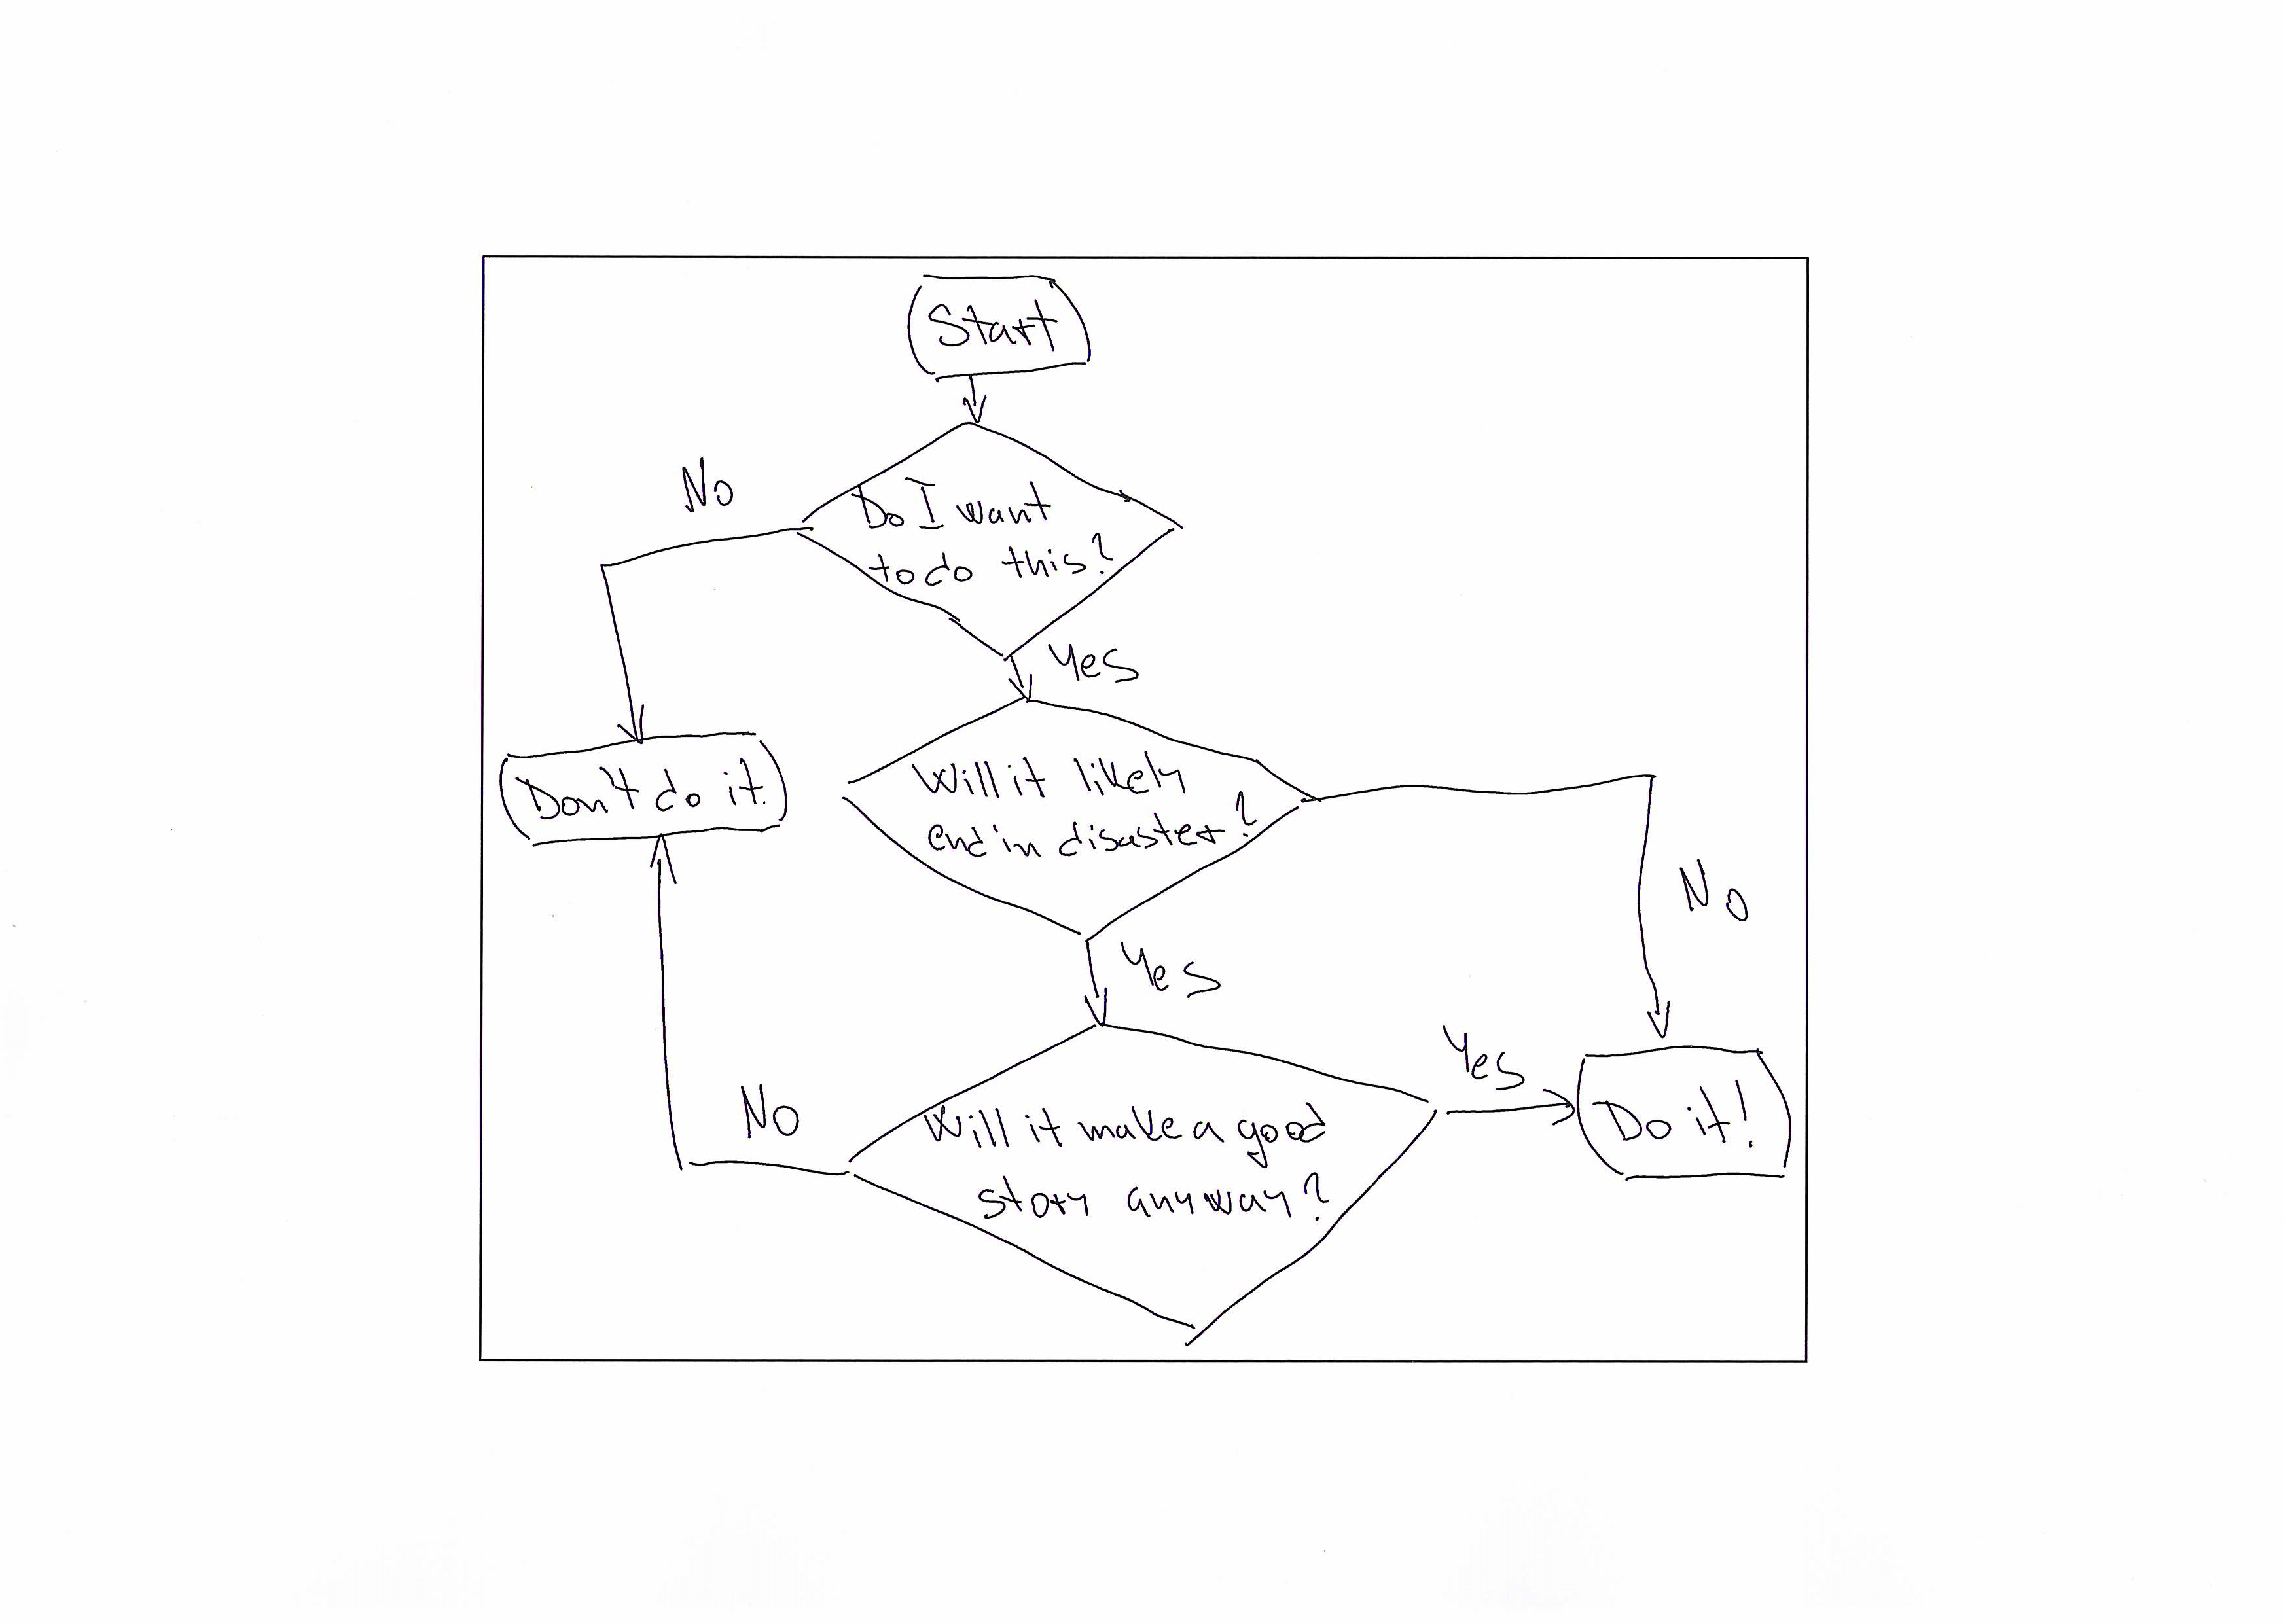 Start
No
Do I want
to do this?
Yes
Don't do it.
Will it likely
end in disaster?
No
Yes
Yes
No
Will it make a good
story anyway?
Do it!